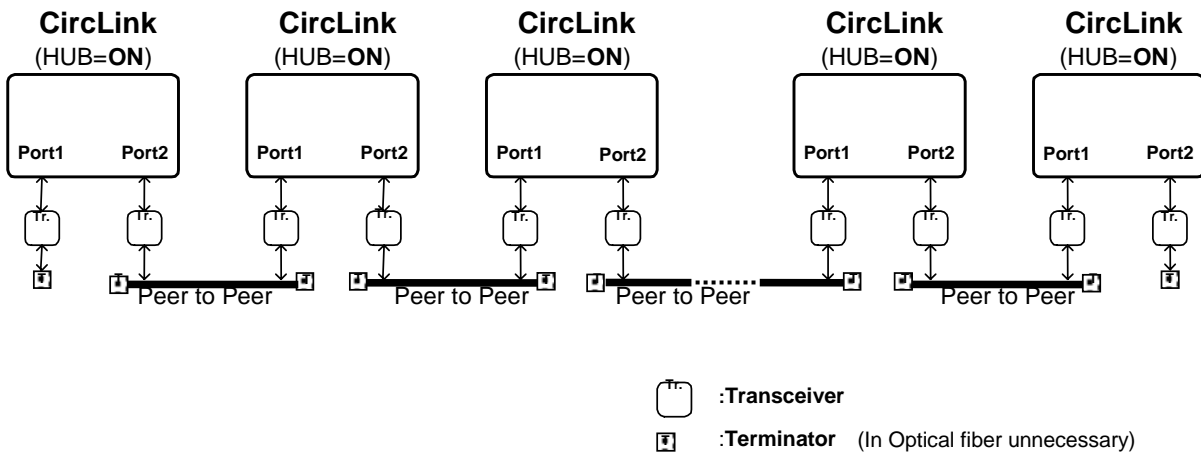 CircLink CircLink CircLink CircLink CircLink
(HUB=ON) (HUB=ON) (HUB=ON) (HUB=ON) (HUB=ON)
Port1 Port2 Port1 Port2 Port1 Port2 Port1 Port2 Port1 Port2
Tr. Tr. Tr. Tr. Tr. Tr. Tr. Tr. Tr. Tr.
T T T T T T T T T T
Peer to Peer Peer to Peer Peer to Peer Peer to Peer
Tr. :Transceiver
T :Terminator (In Optical fiber unnecessary)